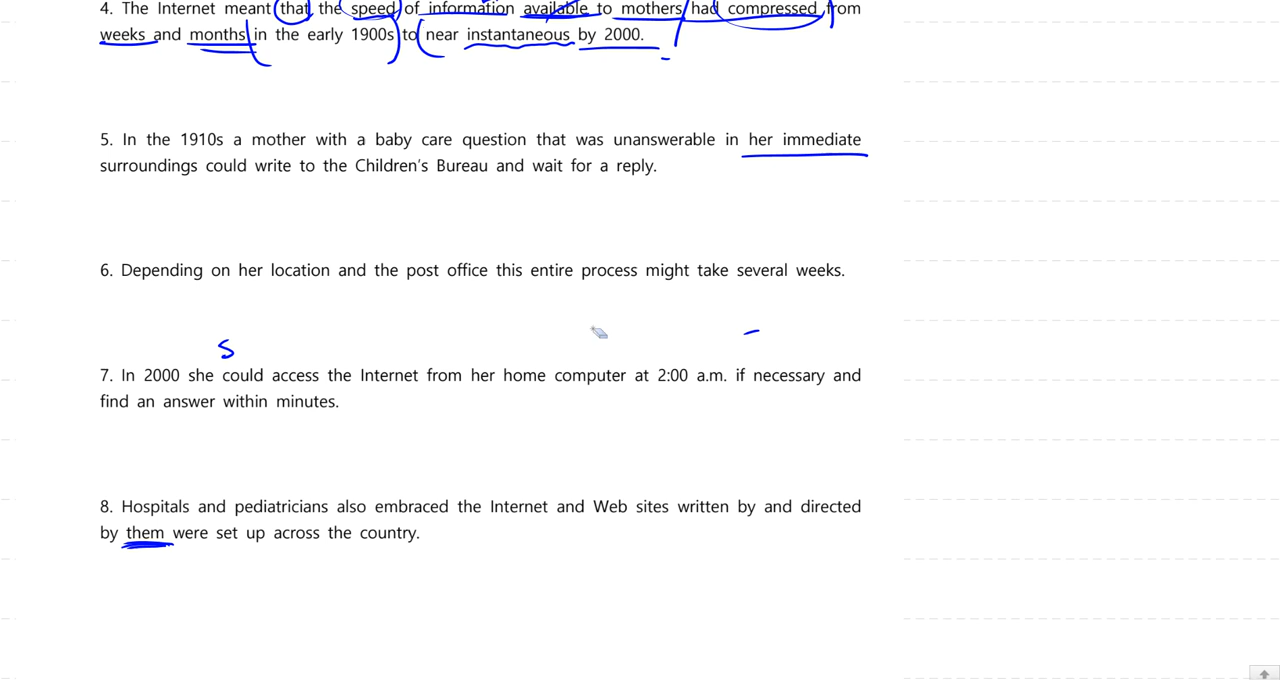 4. The Internet meant that the speed of information available to mothers had compressed from
weeks and months in the early 1900s to near instantaneous by 2000.
5. In the 1910s a mother with a baby care question that was unanswerable in her immediate
surroundings could write to the Children's Bureau and wait for a reply.
6. Depending on her location and the post office this entire process might take several weeks.
S
7. In 2000 she could access the Internet from her home computer at 2:00 a.m. if necessary and
find an answer within minutes.
8. Hospitals and pediatricians also embraced the Internet and Web sites written by and directed
by them were set up across the country.